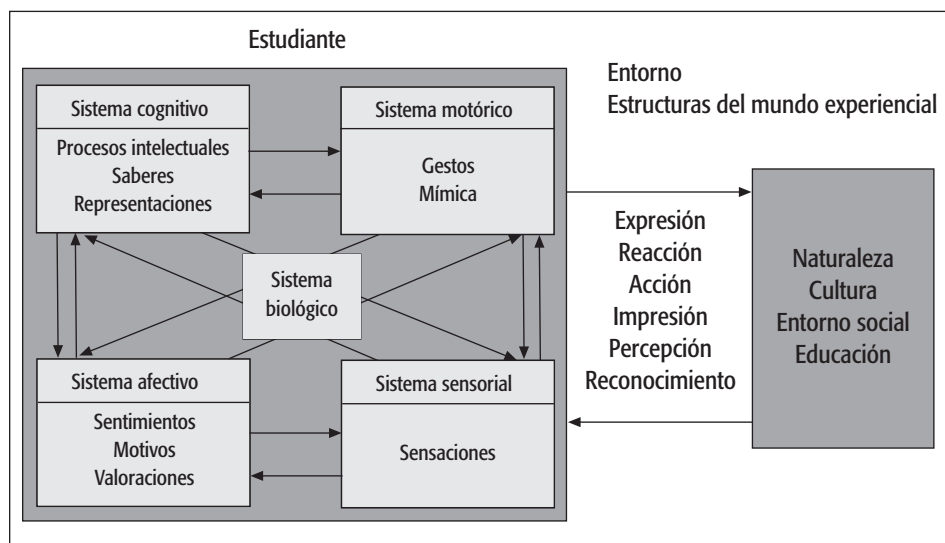 Estudiante
Entorno
Estructuras del mundo experiencial
Sistema cognitivo
Procesos intelectuales
Saberes
Representaciones
Sistema motórico
Gestos
Mímica
Sistema
biológico
Sistema afectivo
Sentimientos
Motivos
Valoraciones
Sistema sensorial
Sensaciones
Expresión
Reacción
Acción
Impresión
Percepción
Reconocimiento
Naturaleza
Cultura
Entorno social
Educación